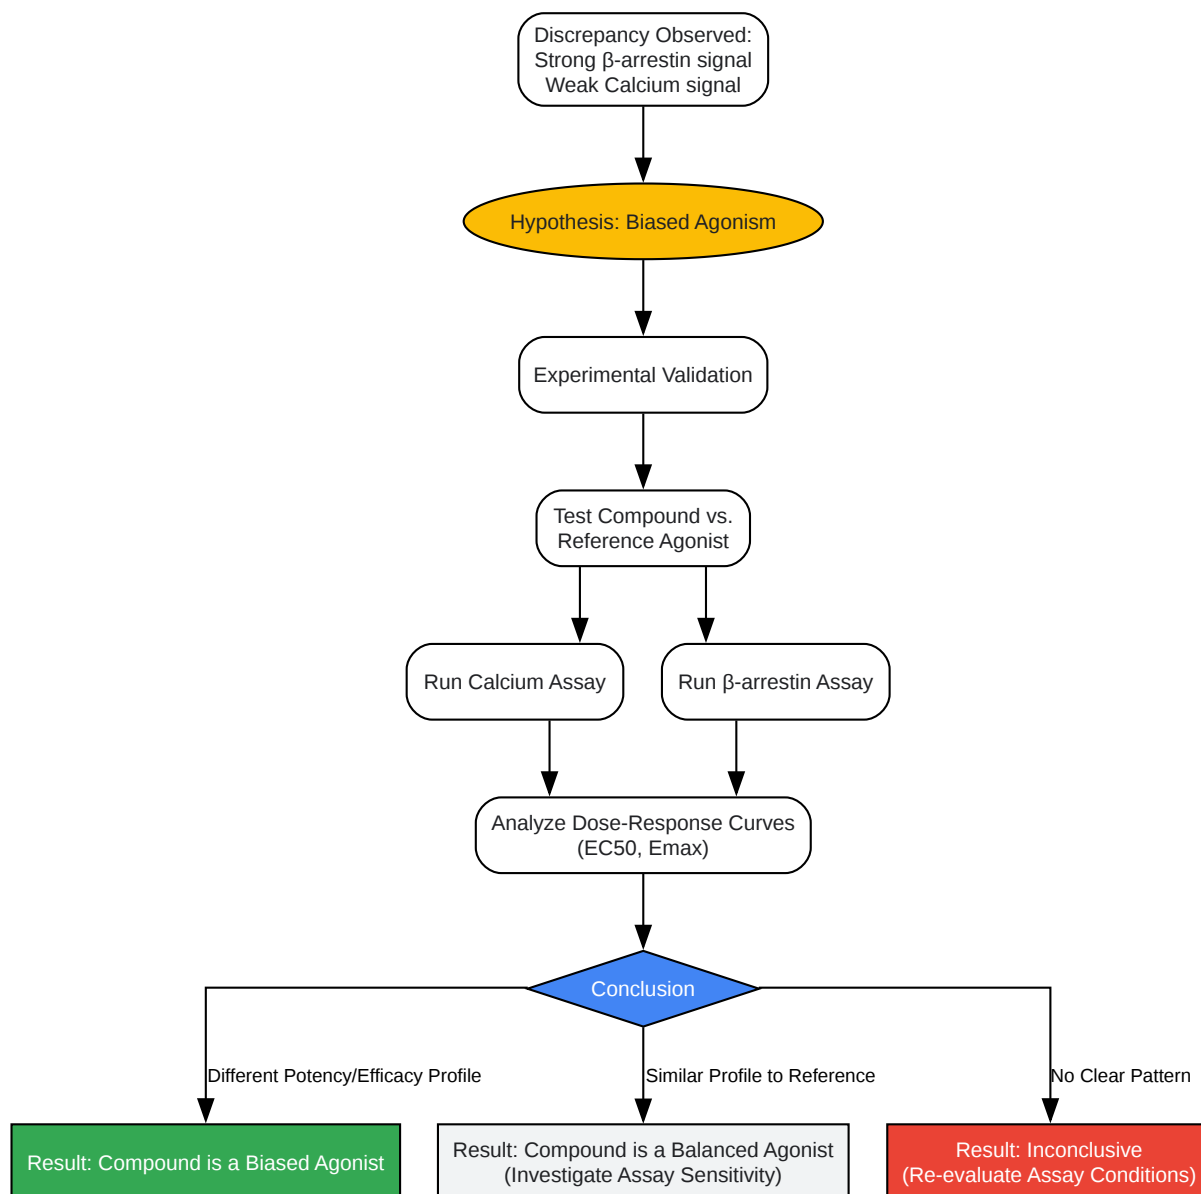 Discrepancy Observed:
Strong β-arrestin signal
Weak Calcium signal
Hypothesis: Biased Agonism
Experimental Validation
Test Compound vs.
Reference Agonist
Run Calcium Assay
Run β-arrestin Assay
Analyze Dose-Response Curves
(EC50, Emax)
Conclusion
Different Potency/Efficacy Profile
Similar Profile to Reference
No Clear Pattern
Result: Compound is a Biased Agonist
Result: Compound is a Balanced Agonist
(Investigate Assay Sensitivity)
Result: Inconclusive
(Re-evaluate Assay Conditions)